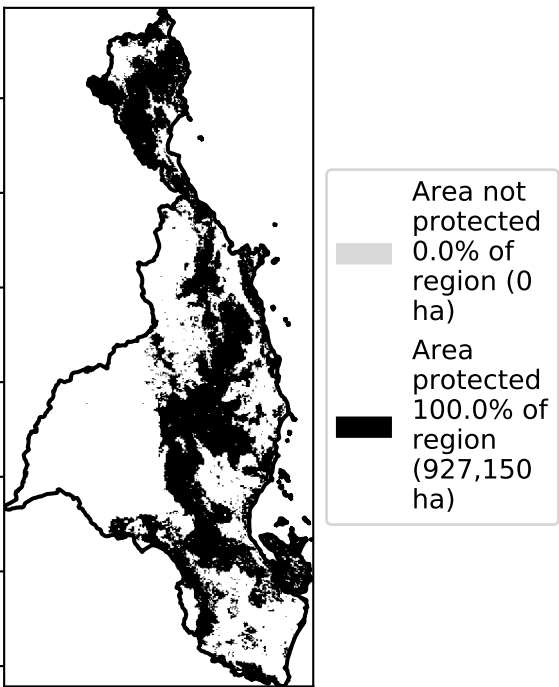 Area not
protected
0.0% of
region (0
ha)
Area
protected
100.0% of
region
(927,150
ha)